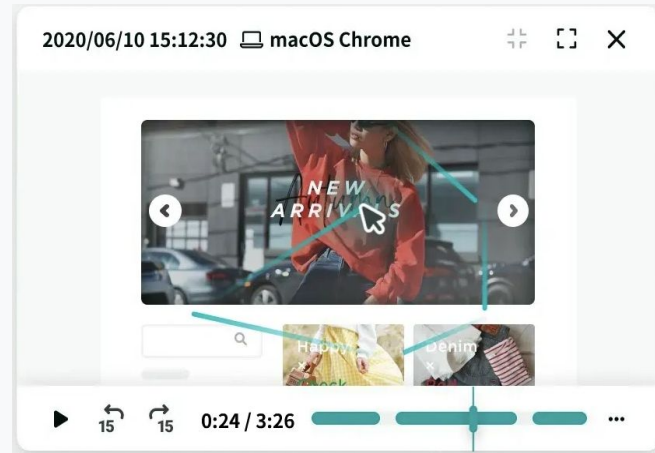 2020/06/10 15:12:30 macOS Chrome
NEW
ARRIVALS
Happy
×
Denim
×
15 15 0:24 / 3:26